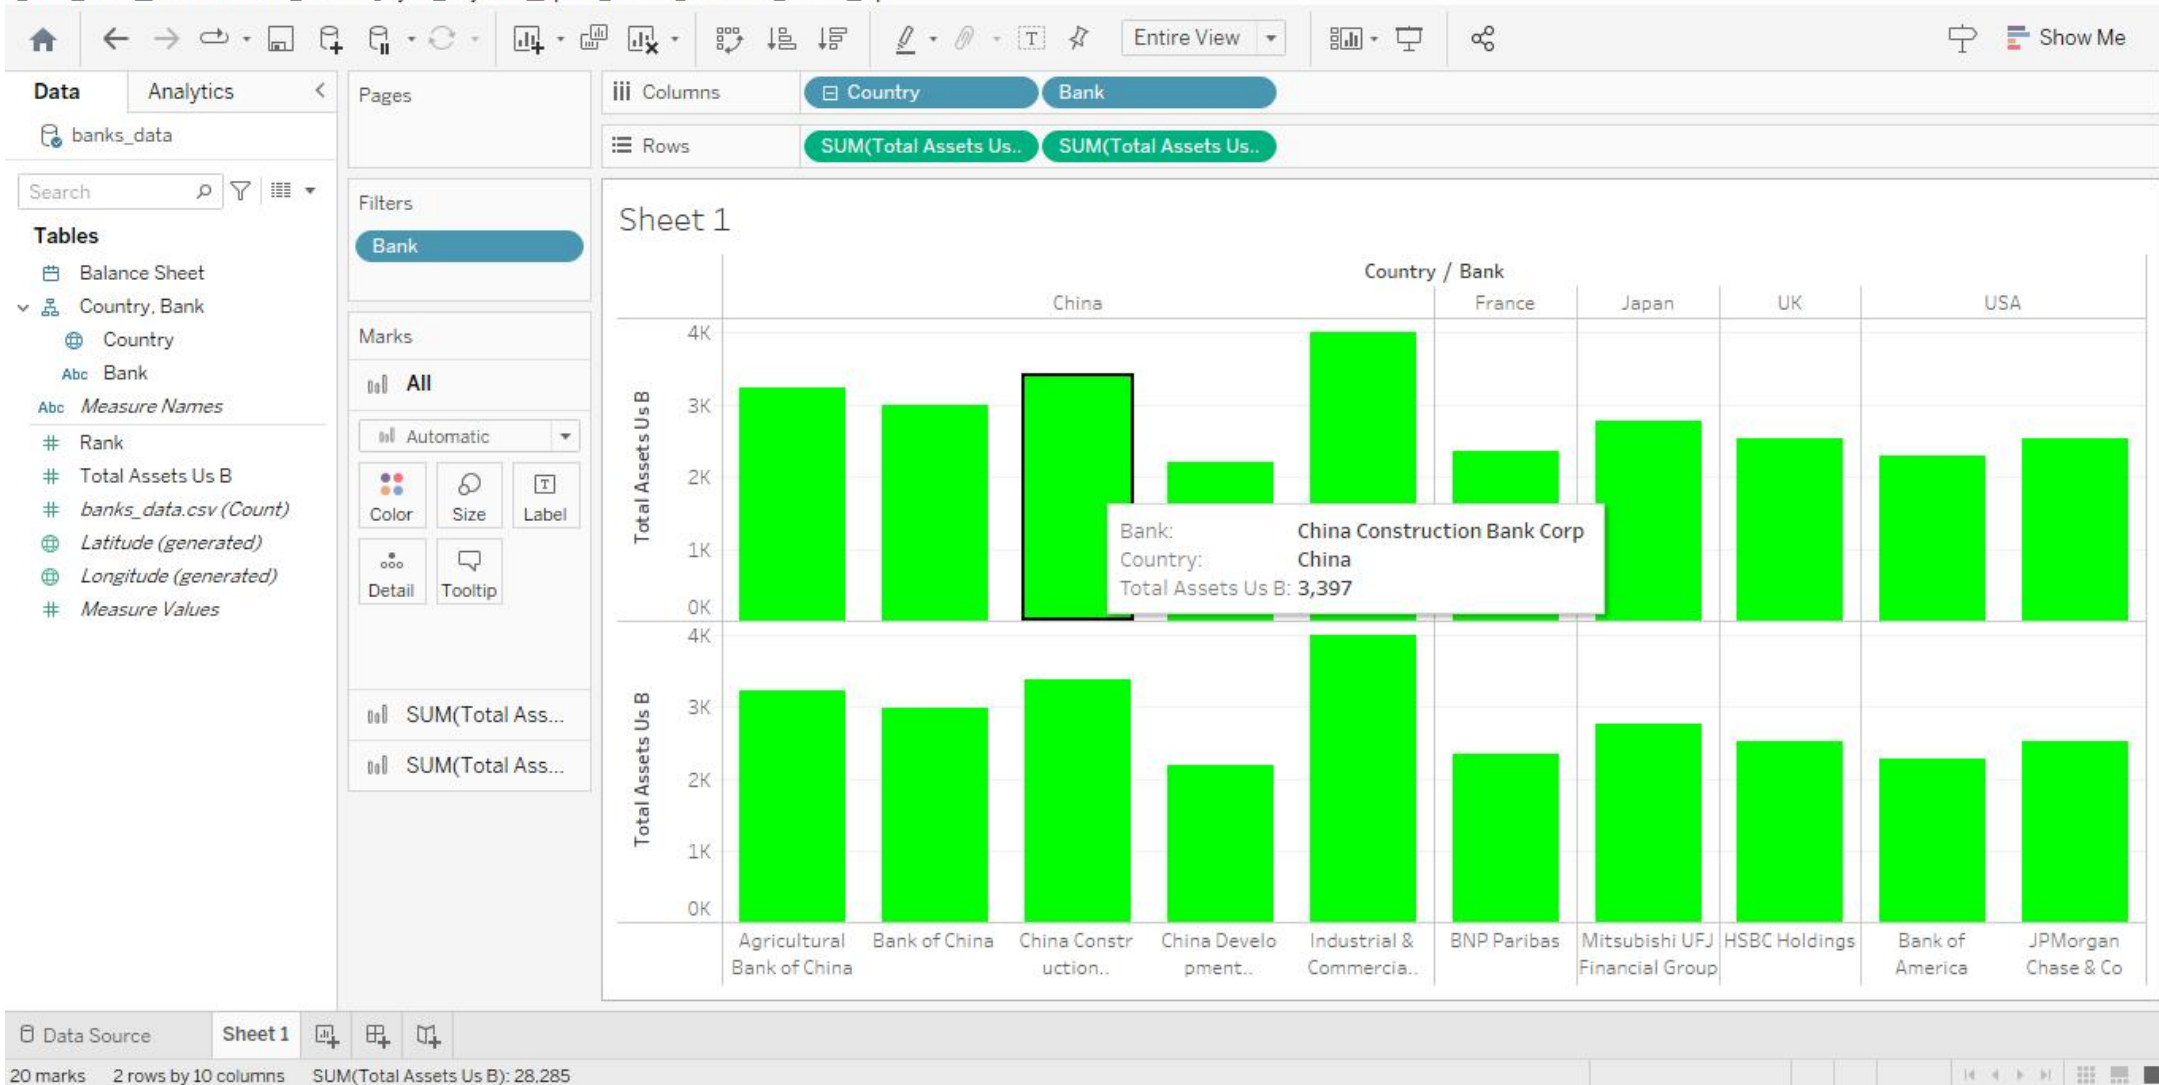 Entire View
Show Me
Data
Analytics
banks_data
Search
Tables
Balance Sheet
Country, Bank
Country
Abc Bank
Abc Measure Names
# Rank
# Total Assets Us B
# banks_data.csv (Count)
Latitude (generated)
Longitude (generated)
# Measure Values
Pages
Filters
Bank
Marks
All
Automatic
Color
Size
Label
Detail
Tooltip
SUM(Total Ass...
SUM(Total Ass...
Columns
Country
Bank
Rows
SUM(Total Assets Us..
SUM(Total Assets Us..
Sheet 1
Country / Bank
China
France
Japan
UK
USA
Total Assets Us B
4K
3K
2K
1K
0K
Bank: China Construction Bank Corp
Country: China
Total Assets Us B: 3,397
Total Assets Us B
4K
3K
2K
1K
0K
Agricultural
Bank of China
Bank of China
China Constr
uction..
China Develo
pment..
Industrial &
Commercia..
BNP Paribas
Mitsubishi UFJ
Financial Group
HSBC Holdings
Bank of
America
JPMorgan
Chase & Co
Data Source
Sheet 1
20 marks
2 rows by 10 columns
SUM(Total Assets Us B): 28,285